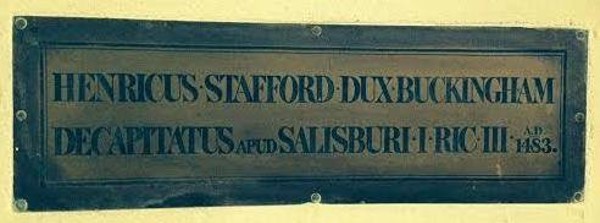 HENRICUS·STAFFORD·DUX·BUCKINGHAM
DECAPITATUS APUD SALISBURI·I·RIC·III· A.D 1483.